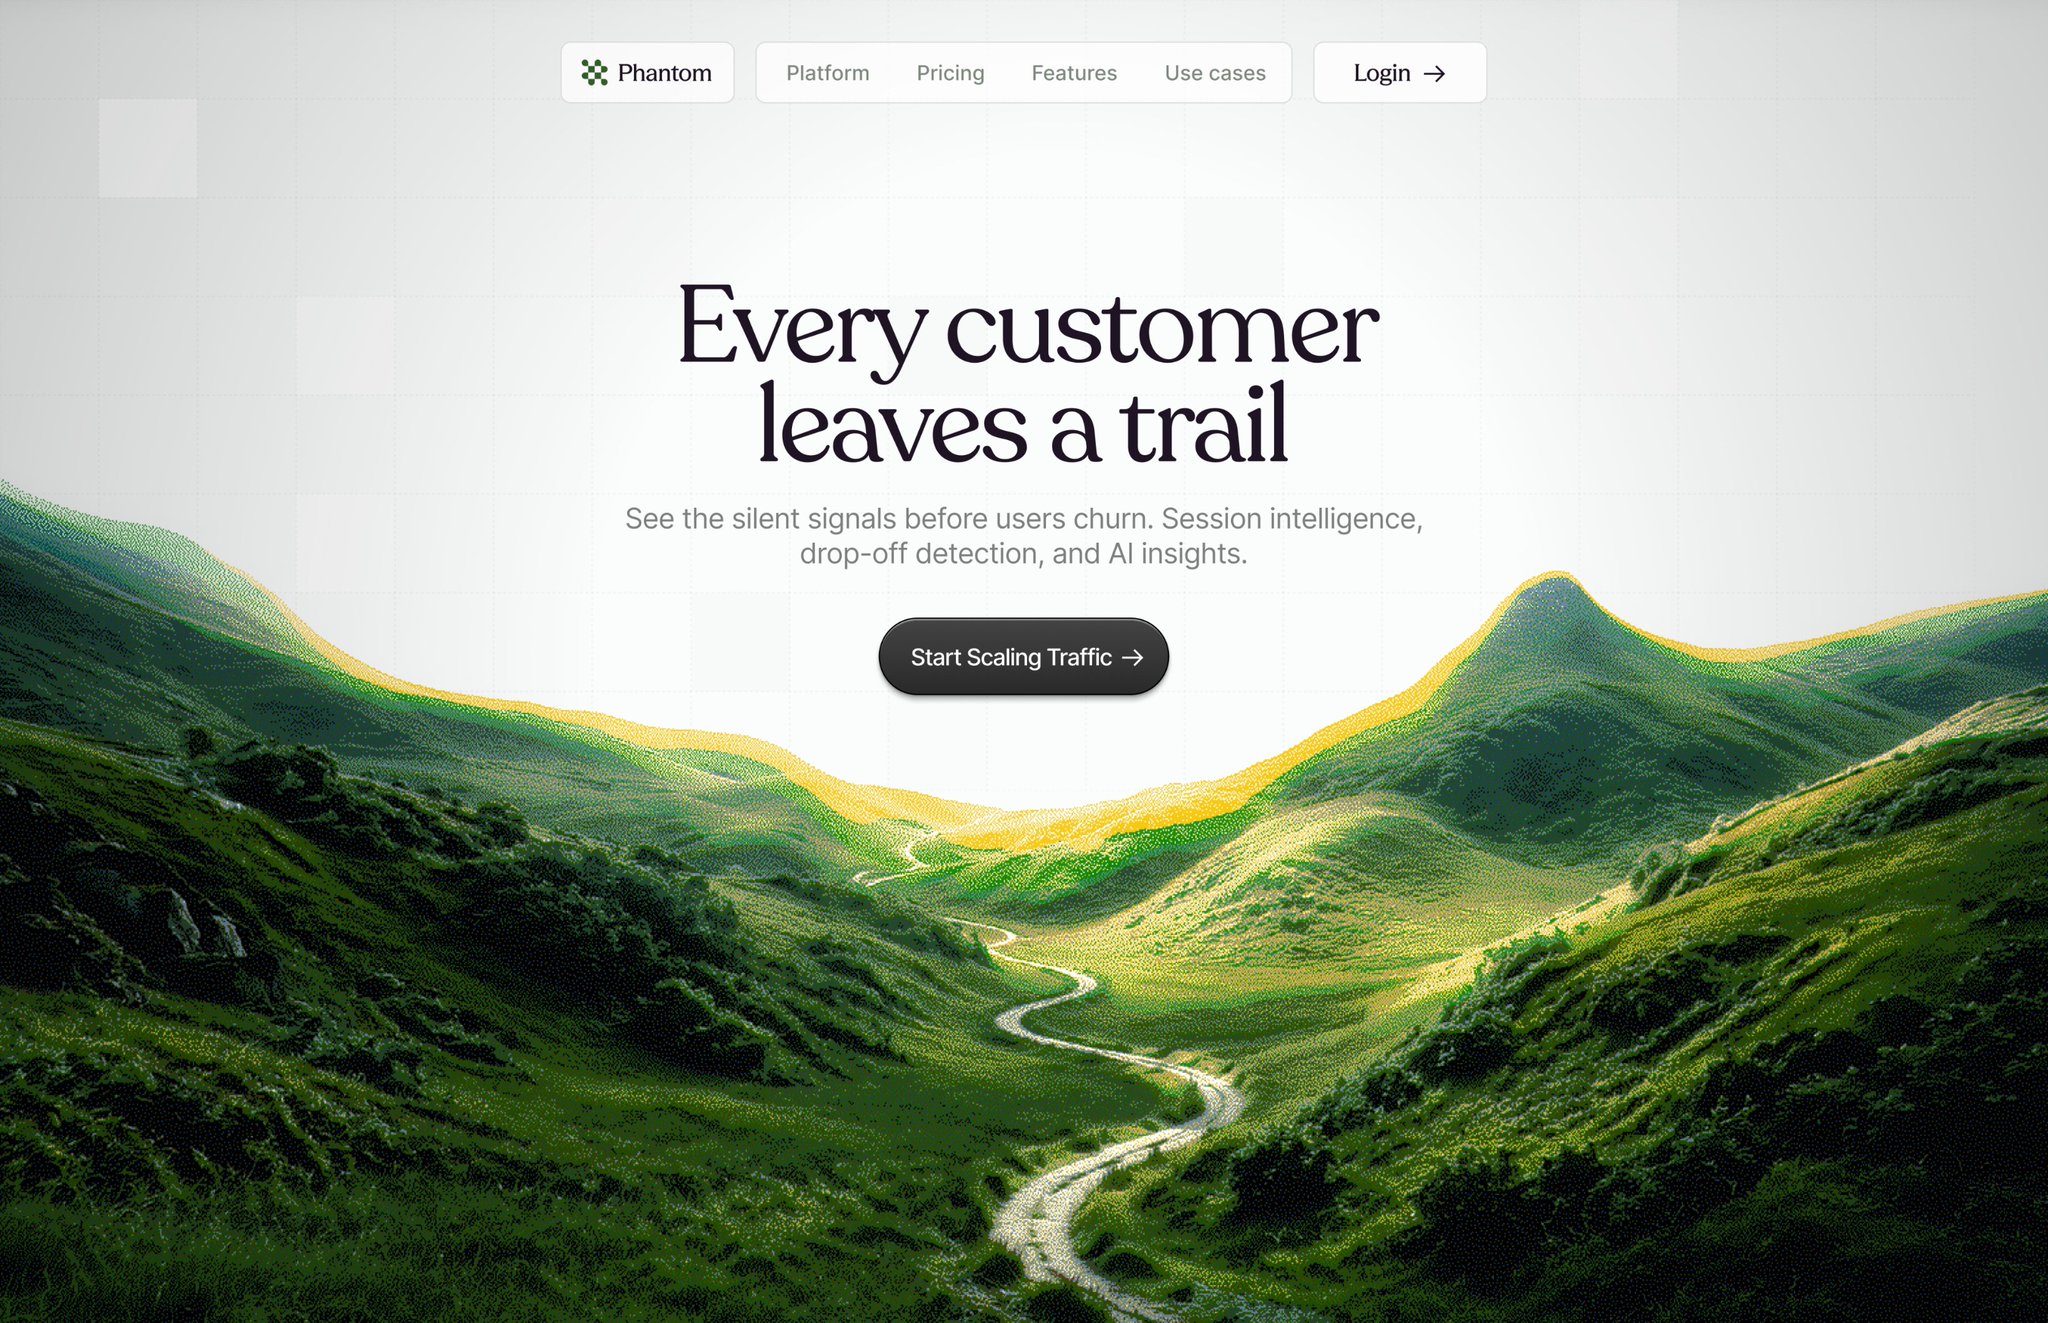 Phantom
Platform
Pricing
Features
Use cases
Login →
Every customer
leaves a trail
See the silent signals before users churn. Session intelligence,
drop-off detection, and AI insights.
Start Scaling Traffic →